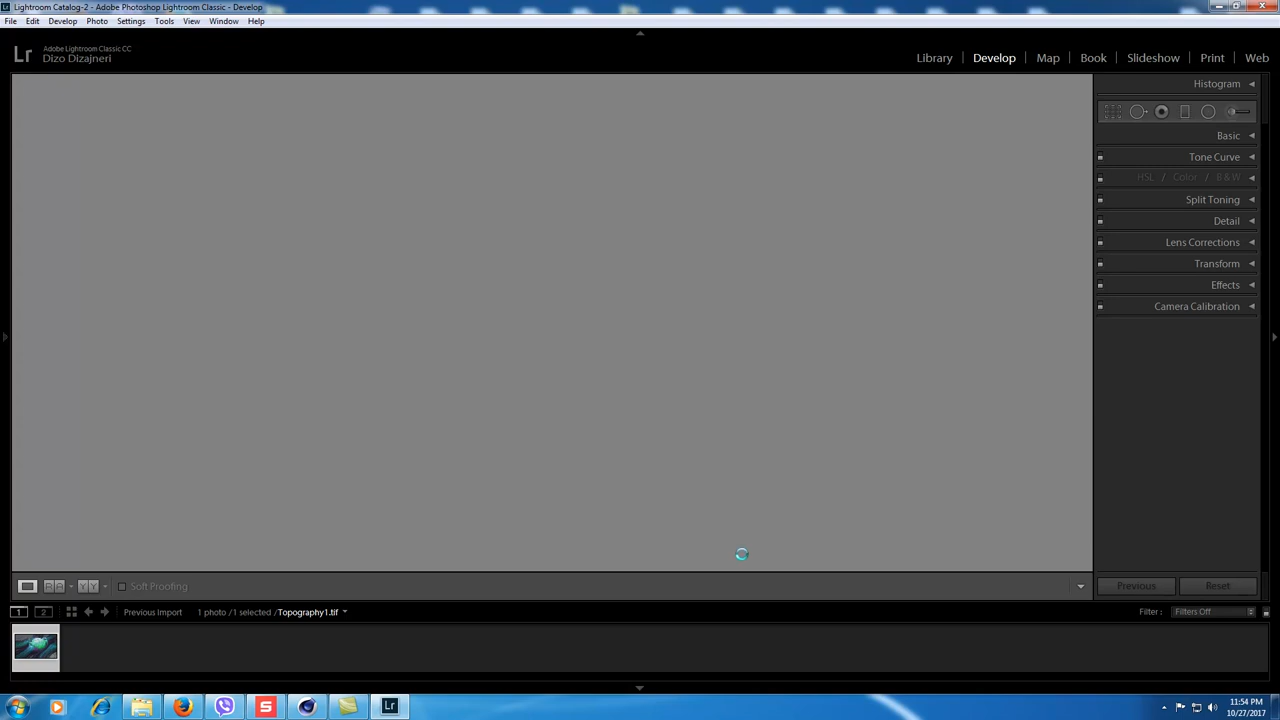 Lightroom Catalog-2 - Adobe Photoshop Lightroom Classic - Develop
File Edit Develop Photo Settings Tools View Window Help
Lr Adobe Lightroom Classic CC
Dizo Dizajneri
Library Develop Map Book Slideshow Print Web
Histogram
Basic
Tone Curve
HSL / Color / B & W
Split Toning
Detail
Lens Corrections
Transform
Effects
Camera Calibration
R A Y Y Soft Proofing Previous Reset
1 2 Previous Import 1 photo / 1 selected / Topography1.tif Filter : Filters Off
S Lr
11:54 PM
10/27/2017